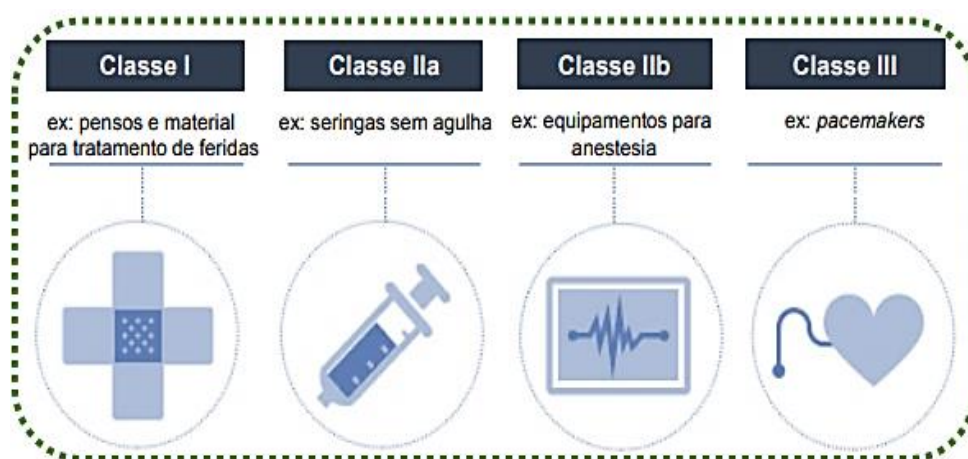 Classe I
ex: pensos e material
para tratamento de feridas
Classe IIa
ex: seringas sem agulha
Classe IIb
ex: equipamentos para
anestesia
Classe III
ex: pacemakers